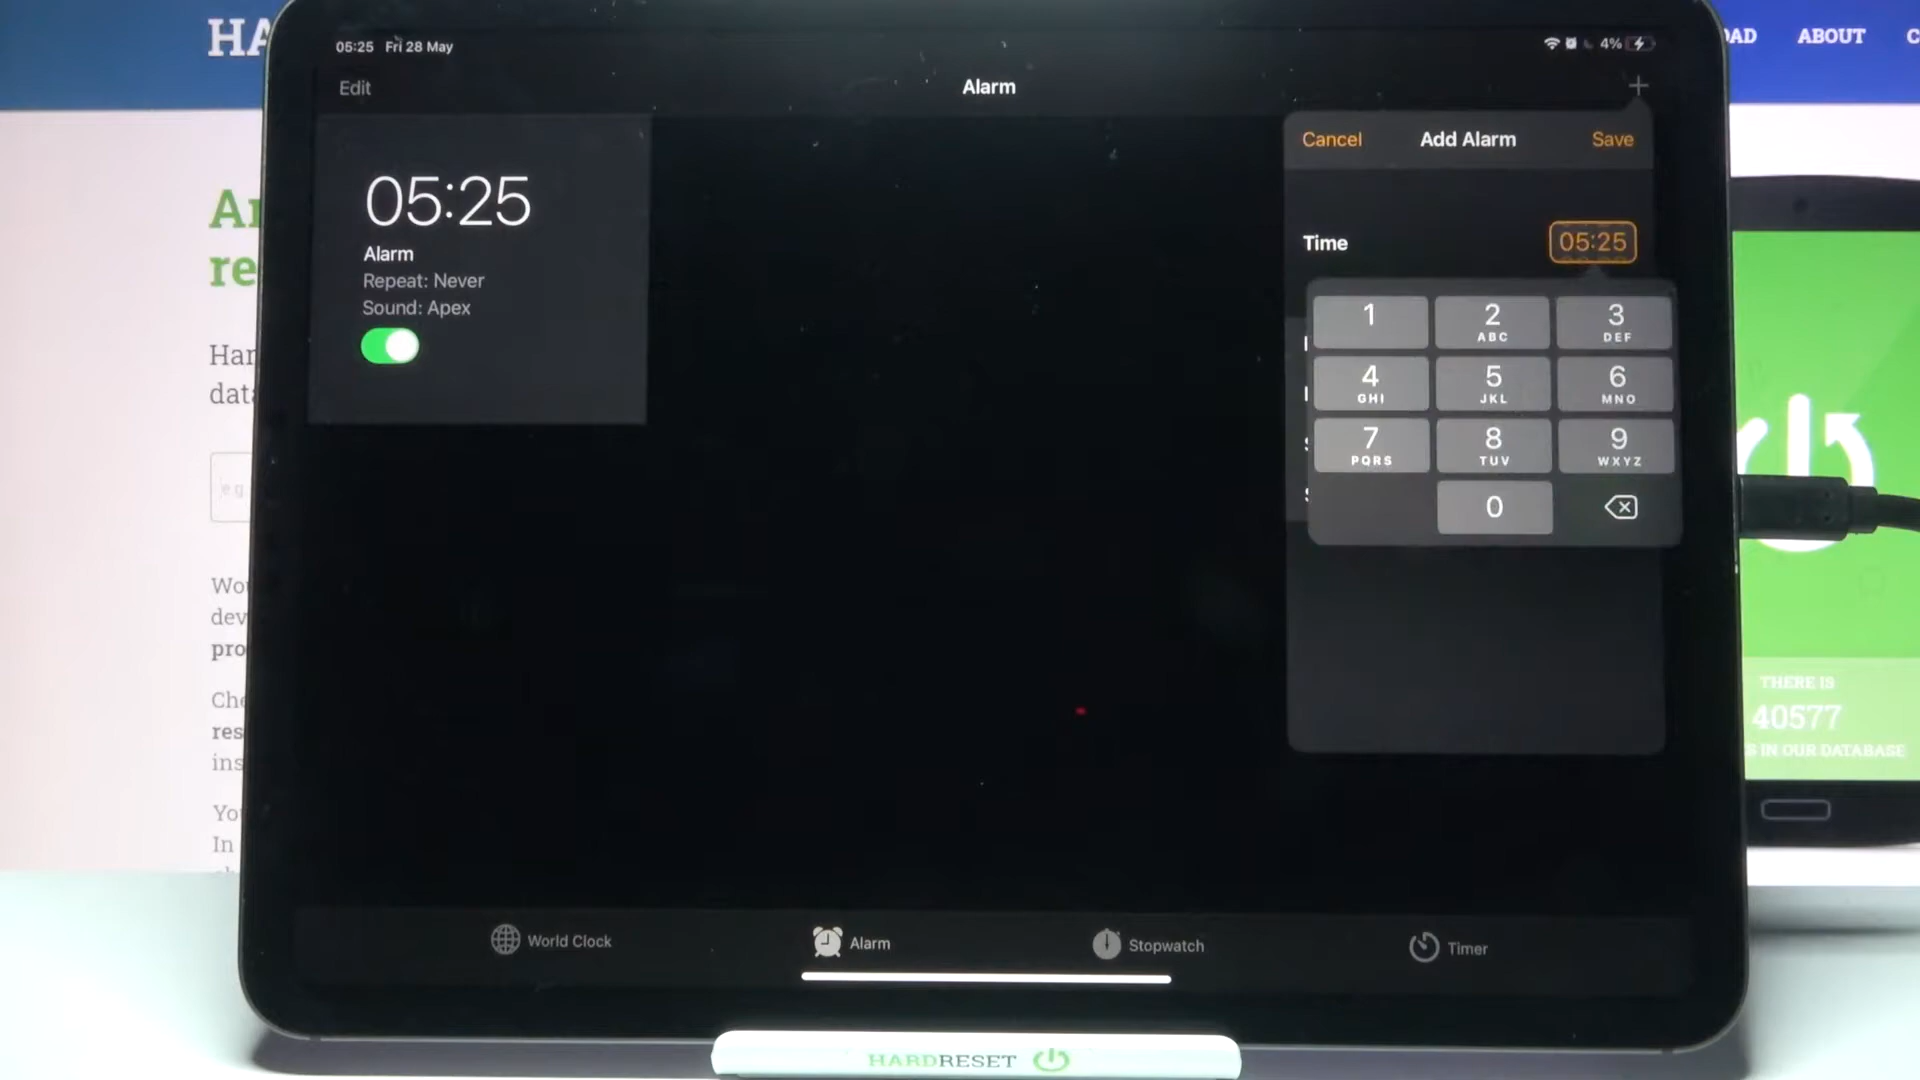 05:25 Fri 28 May
4%
Edit
Alarm
05:25
Alarm
Repeat: Never
Sound: Apex
Cancel
Add Alarm
Save
Time
05:25
1
2
ABC
3
DEF
4
GHI
5
JKL
6
MNO
7
PQRS
8
TUV
9
WXYZ
0
World Clock
Alarm
Stopwatch
Timer
HARDRESET
ABOUT
THERE IS
40577
IN OUR DATABASE
In